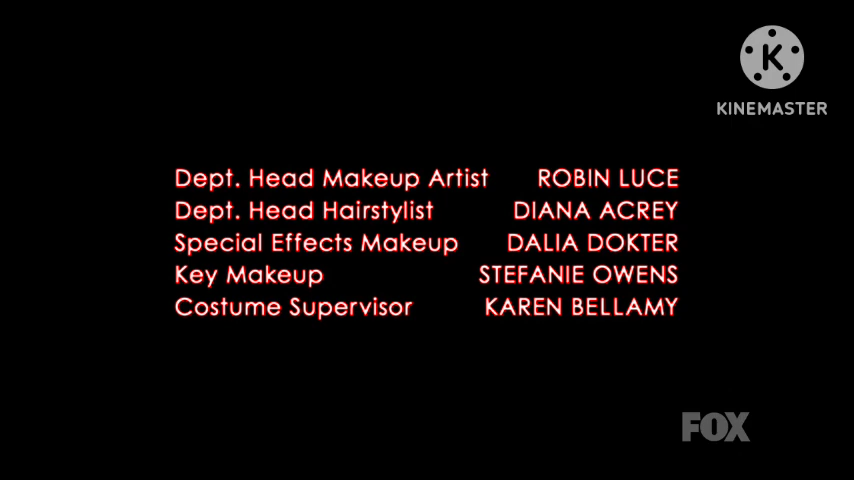 K
KINEMASTER
Dept. Head Makeup Artist ROBIN LUCE
Dept. Head Hairstylist DIANA ACREY
Special Effects Makeup DALIA DOKTER
Key Makeup STEFANIE OWENS
Costume Supervisor KAREN BELLAMY
FOX